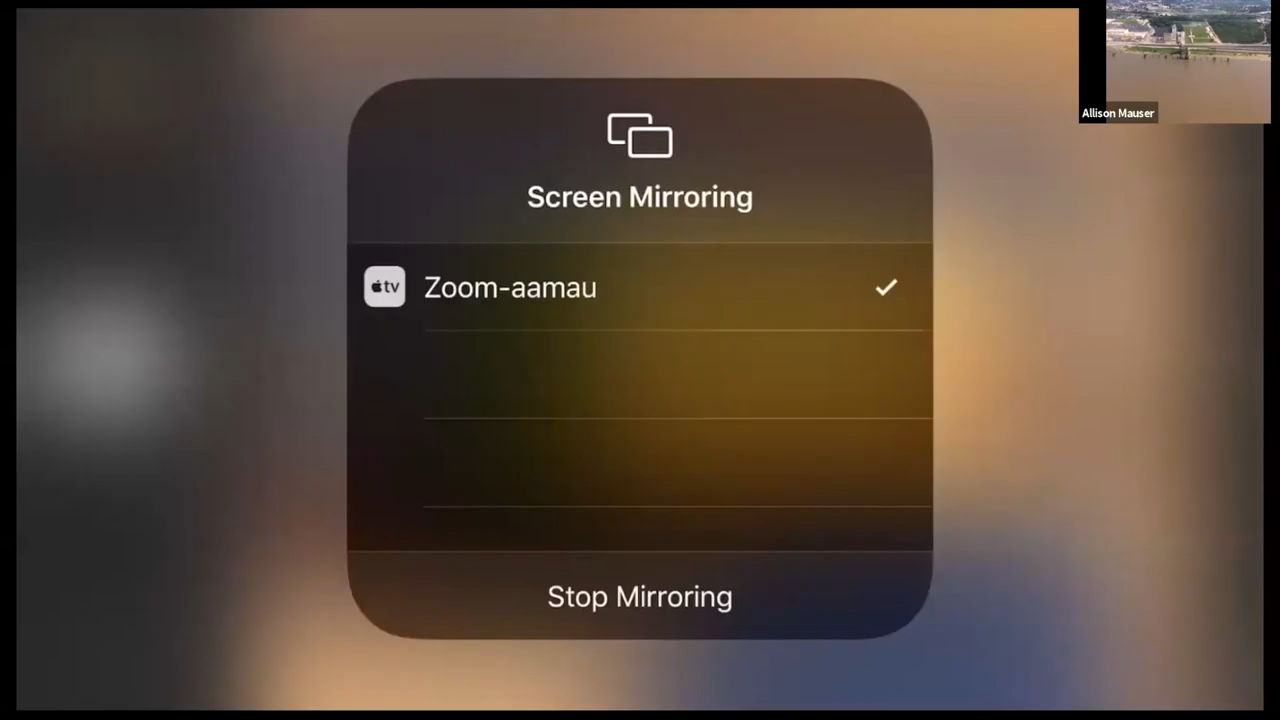 Allison Mauser
Screen Mirroring
tv Zoom-aamau
Stop Mirroring